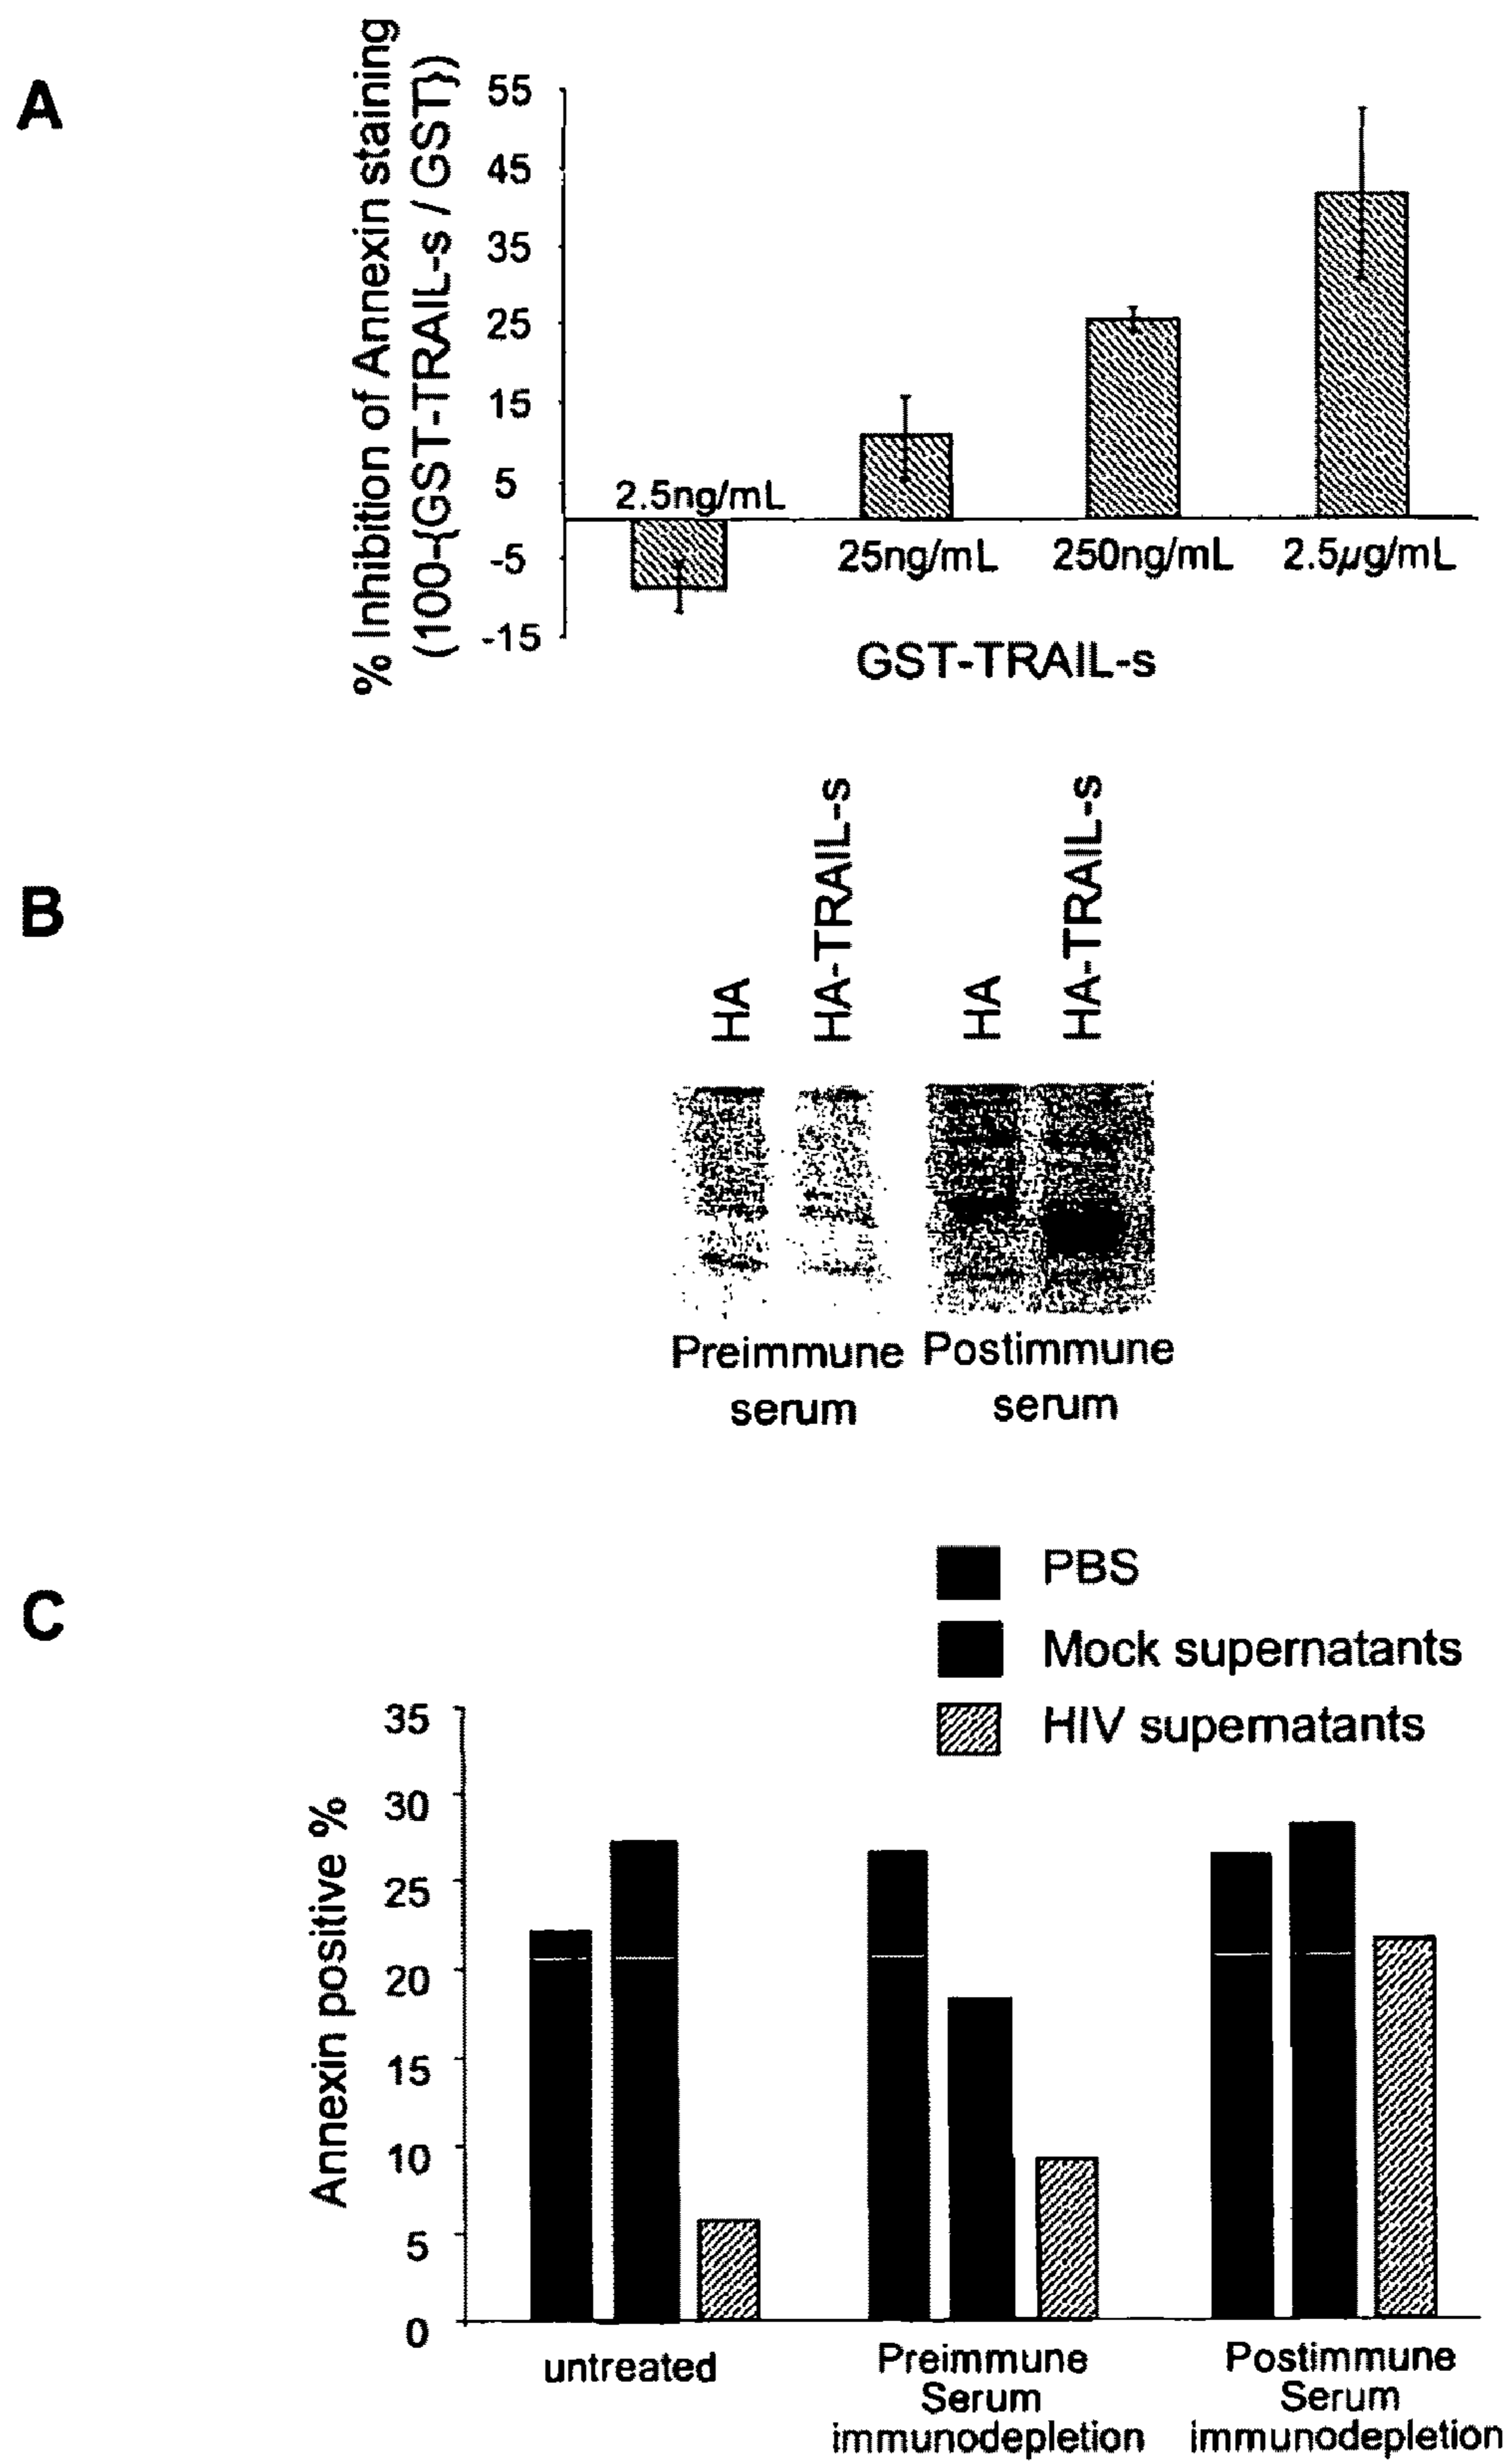 A
% Inhibition of Annexin staining
(100-{GST-TRAIL-s / GST})
55
45
35
25
15
5
-5
-15
2.5ng/mL
25ng/mL
250ng/mL
2.5µg/mL
GST-TRAIL-s
B
HA
HA-TRAIL-s
HA
HA-TRAIL-s
Preimmune
serum
Postimmune
serum
C
PBS
Mock supernatants
HIV supernatants
Annexin positive %
35
30
25
20
15
10
5
0
untreated
Preimmune
Serum
immunodepletion
Postimmune
Serum
immunodepletion